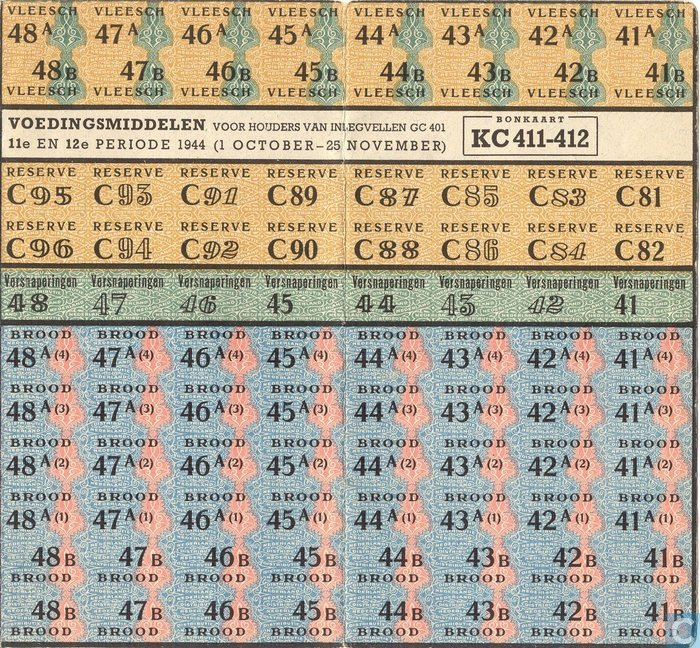 VLEESCH VLEESCH VLEESCH VLEESCH VLEESCH VLEESCH VLEESCH VLEESCH
48A 47A 46A 45A 44A 43A 42A 41A
48B 47B 46B 45B 44B 43B 42B 41B
VLEESCH VLEESCH VLEESCH VLEESCH VLEESCH VLEESCH VLEESCH VLEESCH
VOEDINGSMIDDELEN VOOR HOUDERS VAN INLEGVELLEN GC 401
11e EN 12e PERIODE 1944 (1 OCTOBER–25 NOVEMBER)
BONKAART
KC 411-412
RESERVE RESERVE RESERVE RESERVE RESERVE RESERVE RESERVE RESERVE
C95 C93 C91 C89 C87 C85 C83 C81
RESERVE RESERVE RESERVE RESERVE RESERVE RESERVE RESERVE RESERVE
C96 C94 C92 C90 C88 C86 C84 C82
Versnaperingen Versnaperingen Versnaperingen Versnaperingen Versnaperingen Versnaperingen Versnaperingen Versnaperingen
48 47 46 45 44 43 42 41
BROOD BROOD BROOD BROOD BROOD BROOD BROOD BROOD
48A(4) 47A(4) 46A(4) 45A(4) 44A(4) 43A(4) 42A(4) 41A(4)
BROOD BROOD BROOD BROOD BROOD BROOD BROOD BROOD
48A(3) 47A(3) 46A(3) 45A(3) 44A(3) 43A(3) 42A(3) 41A(3)
BROOD BROOD BROOD BROOD BROOD BROOD BROOD BROOD
48A(2) 47A(2) 46A(2) 45A(2) 44A(2) 43A(2) 42A(2) 41A(2)
BROOD BROOD BROOD BROOD BROOD BROOD BROOD BROOD
48A(1) 47A(1) 46A(1) 45A(1) 44A(1) 43A(1) 42A(1) 41A(1)
48B 47B 46B 45B 44B 43B 42B 41B
BROOD BROOD BROOD BROOD BROOD BROOD BROOD BROOD
48B 47B 46B 45B 44B 43B 42B 41B
BROOD BROOD BROOD BROOD BROOD BROOD BROOD BROOD